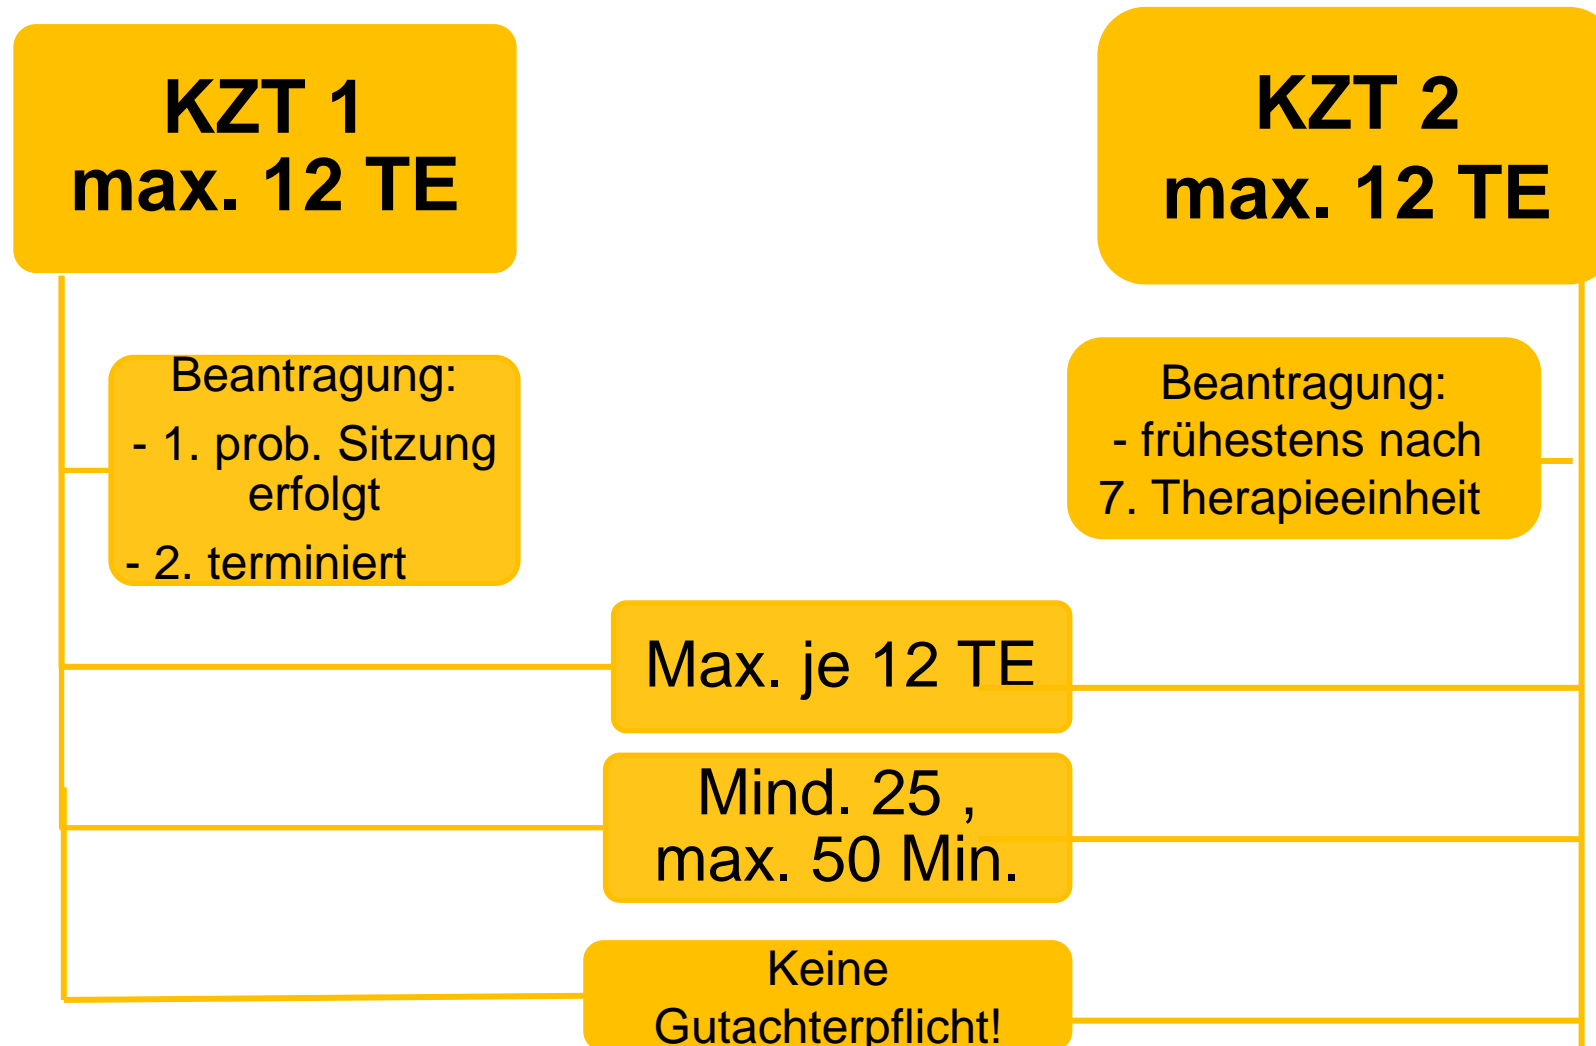 KZT 1
max. 12 TE
KZT 2
max. 12 TE
Beantragung:
- 1. prob. Sitzung
erfolgt
- 2. terminiert
Beantragung:
- frühestens nach
7. Therapieeinheit
Max. je 12 TE
Mind. 25 ,
max. 50 Min.
Keine
Gutachterpflicht!